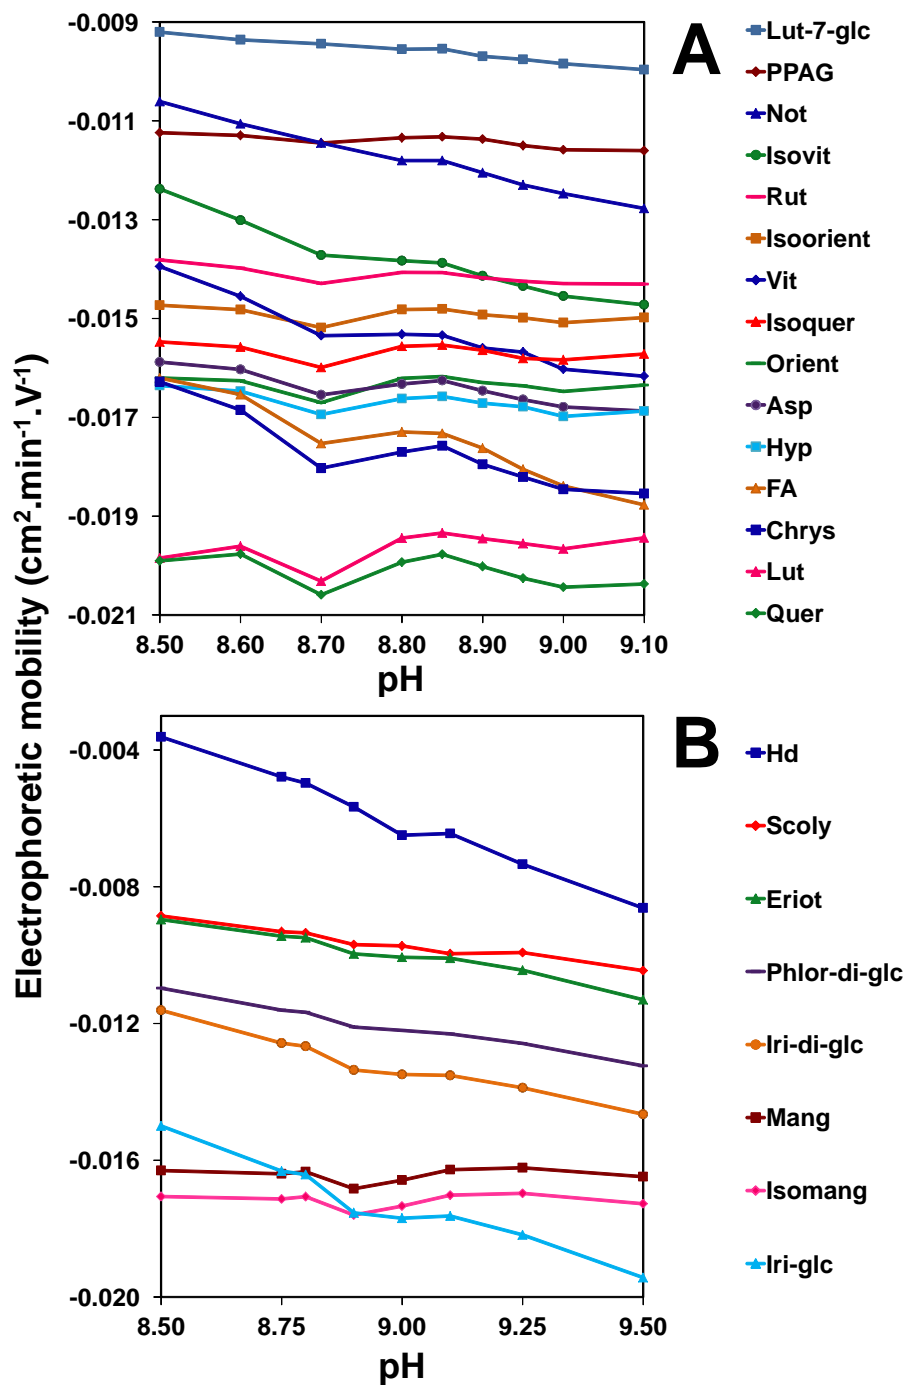 Electrophoretic mobility (cm².min⁻¹.V⁻¹)
A
-0.009
-0.011
-0.013
-0.015
-0.017
-0.019
-0.021
8.50 8.60 8.70 8.80 8.90 9.00 9.10
pH
Lut-7-glc
PPAG
Not
Isovit
Rut
Isoorient
Vit
Isoquer
Orient
Asp
Hyp
FA
Chrys
Lut
Quer
B
-0.004
-0.008
-0.012
-0.016
-0.020
8.50 8.75 9.00 9.25 9.50
pH
Hd
Scoly
Eriot
Phlor-di-glc
Iri-di-glc
Mang
Isomang
Iri-glc